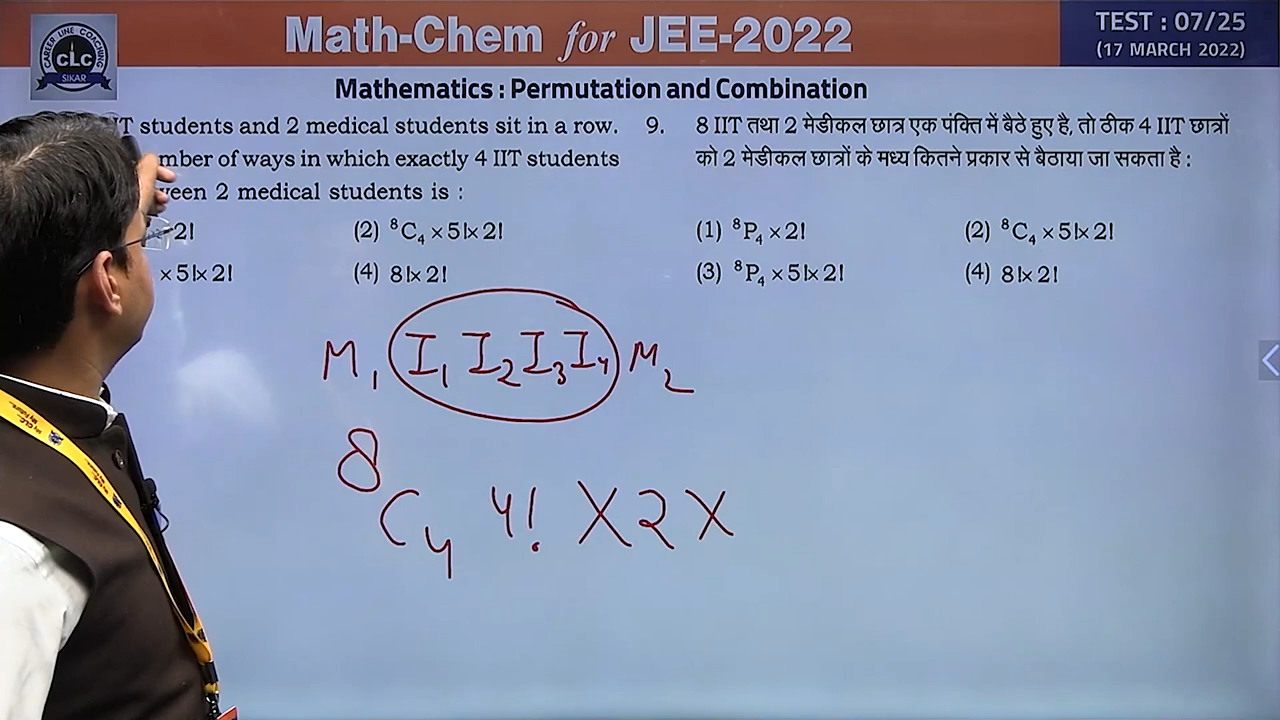 CAREER LINE COACHING
CLC
SIKAR
Math-Chem for JEE-2022
TEST : 07/25
(17 MARCH 2022)
Mathematics : Permutation and Combination
students and 2 medical students sit in a row.
of ways in which exactly 4 IIT students
2 medical students is :
2!
(2) ⁸C₄ × 5! × 2!
× 5! × 2!
(4) 8! × 2!
9. 8 IIT तथा 2 मेडीकल छात्र एक पंक्ति में बैठे हुए है, तो ठीक 4 IIT छात्रों
को 2 मेडीकल छात्रों के मध्य कितने प्रकार से बैठाया जा सकता है :
(1) ⁸P₄ × 2!
(2) ⁸C₄ × 5! × 2!
(3) ⁸P₄ × 5! × 2!
(4) 8! × 2!
M₁ I₁ I₂ I₃ I₄ M₂
⁸C₄ 4! × 2 ×